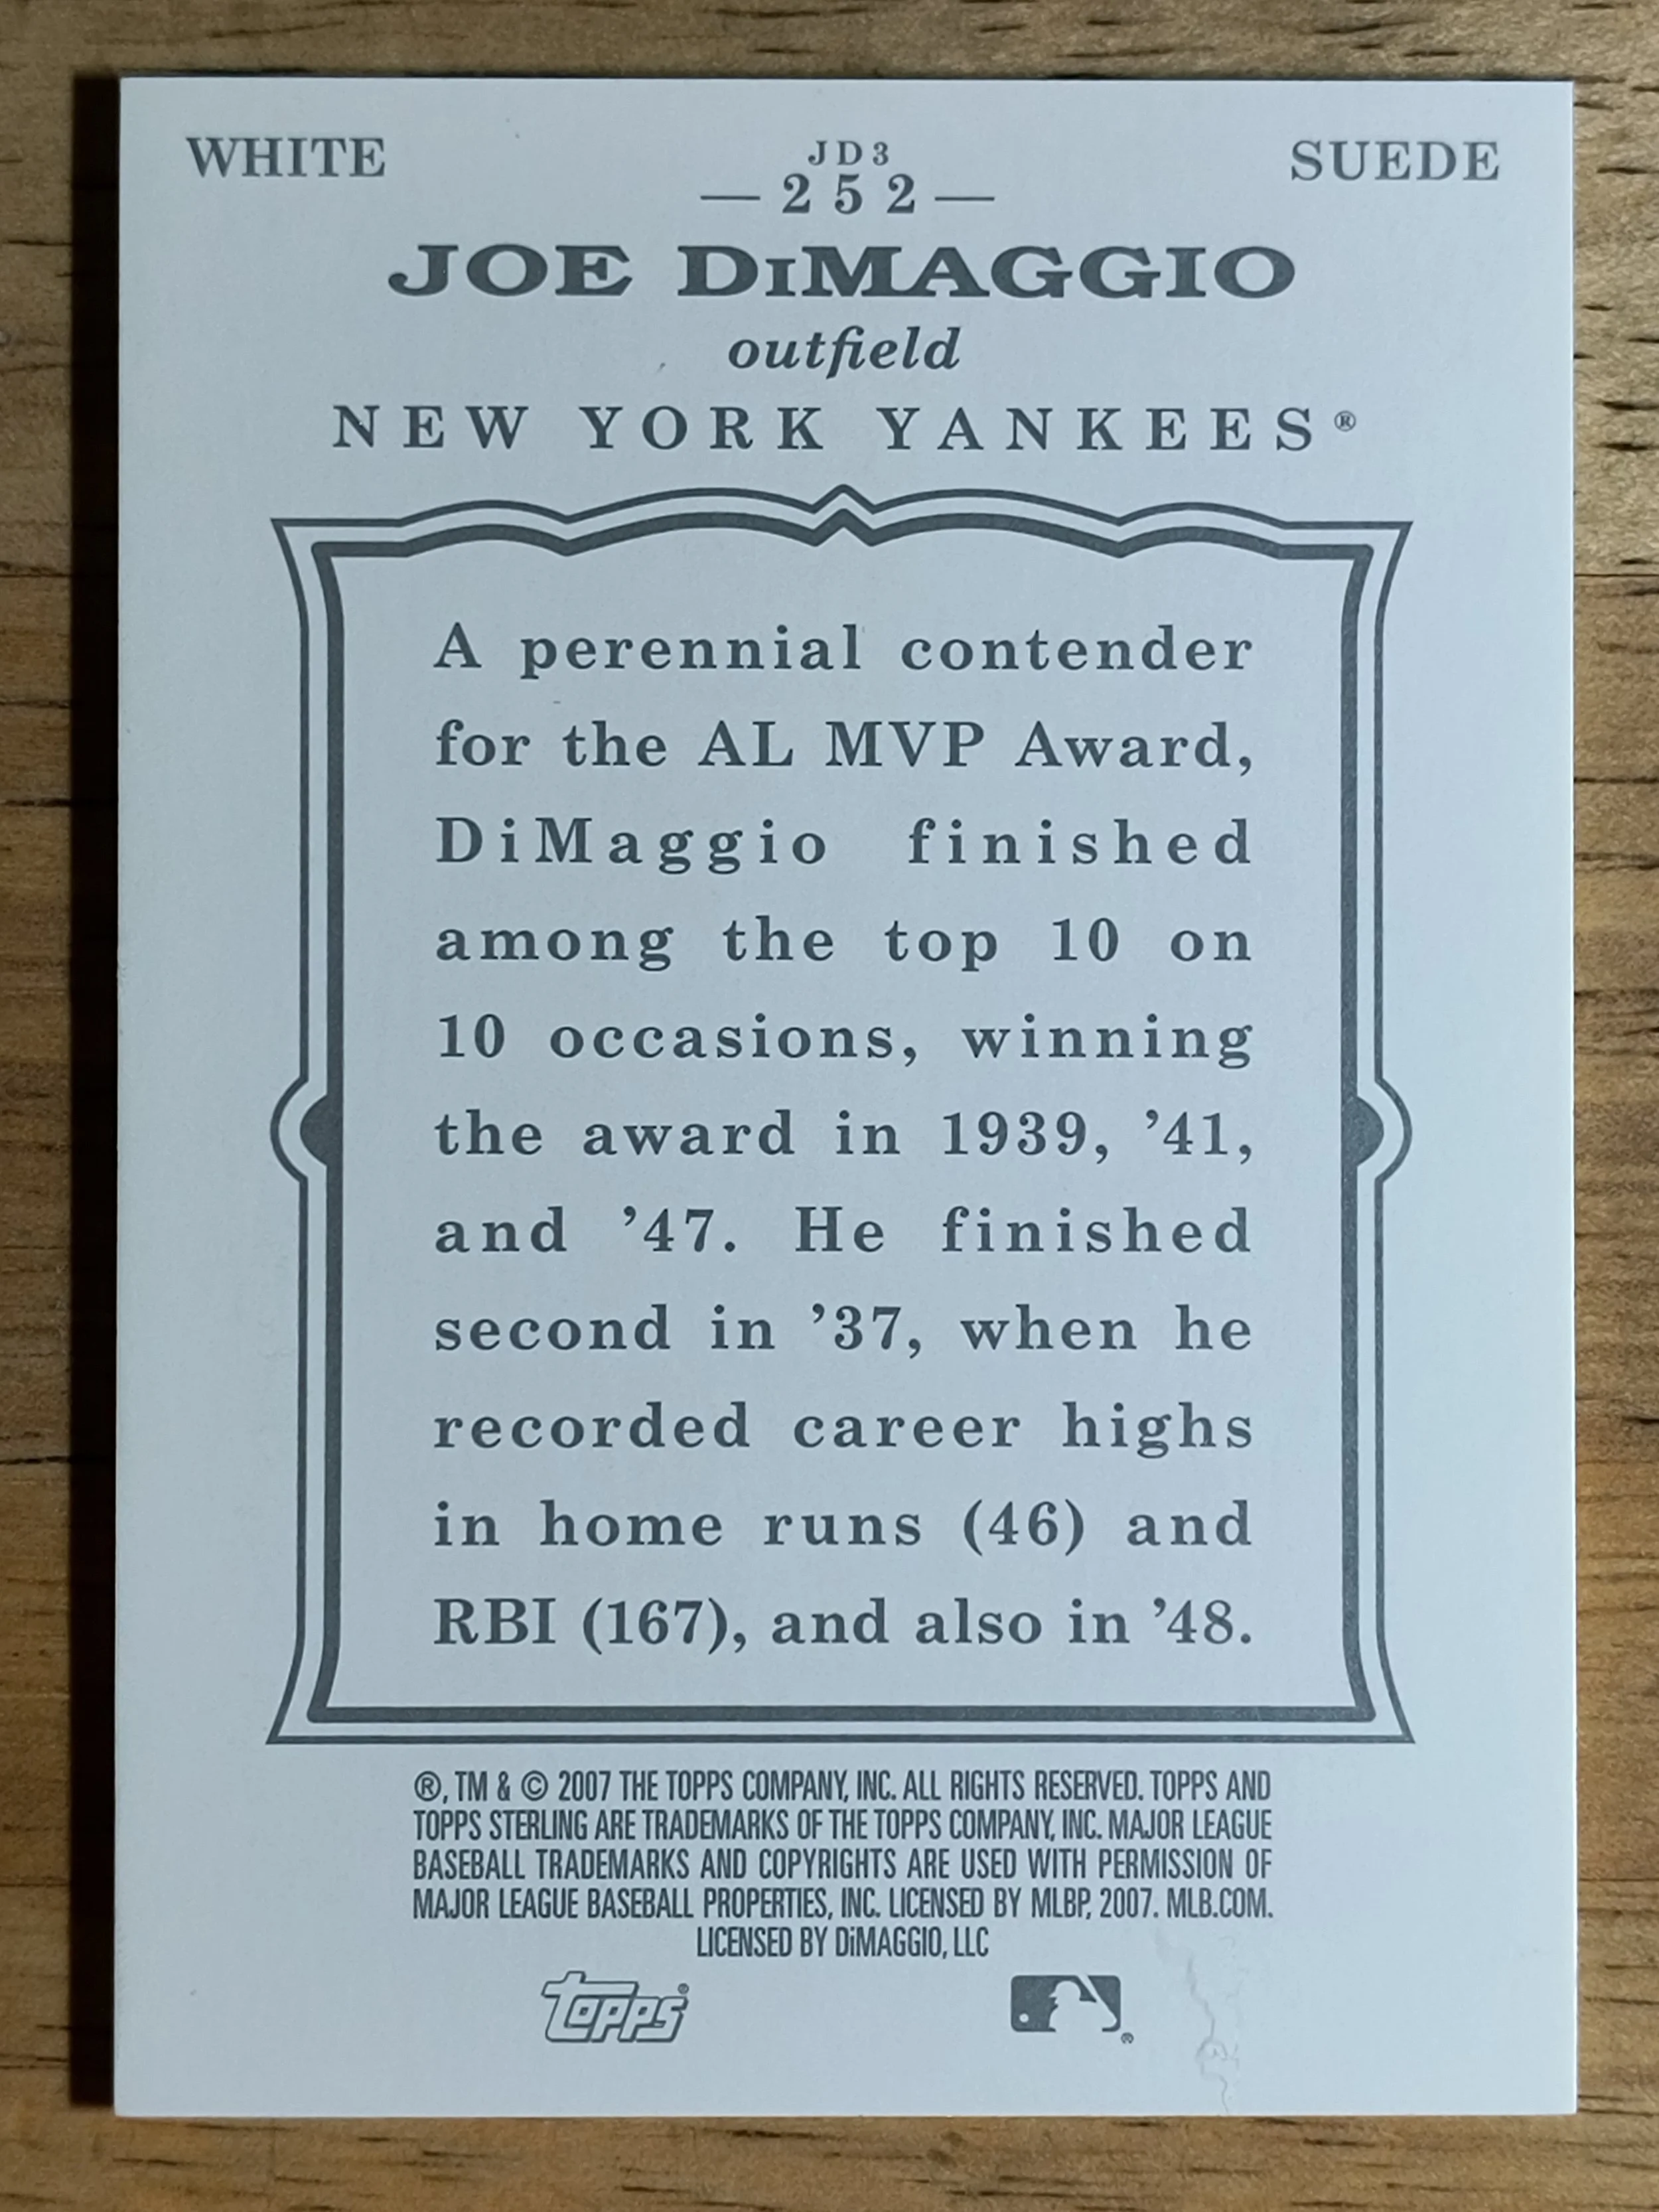 WHITE JD3 SUEDE
— 252 —
JOE DiMAGGIO
outfield
NEW YORK YANKEES®
A perennial contender
for the AL MVP Award,
DiMaggio finished
among the top 10 on
10 occasions, winning
the award in 1939, ’41,
and ’47. He finished
second in ’37, when he
recorded career highs
in home runs (46) and
RBI (167), and also in ’48.
®, TM & © 2007 THE TOPPS COMPANY, INC. ALL RIGHTS RESERVED. TOPPS AND
TOPPS STERLING ARE TRADEMARKS OF THE TOPPS COMPANY, INC. MAJOR LEAGUE
BASEBALL TRADEMARKS AND COPYRIGHTS ARE USED WITH PERMISSION OF
MAJOR LEAGUE BASEBALL PROPERTIES, INC. LICENSED BY MLBP, 2007. MLB.COM.
LICENSED BY DiMAGGIO, LLC
topps® ®